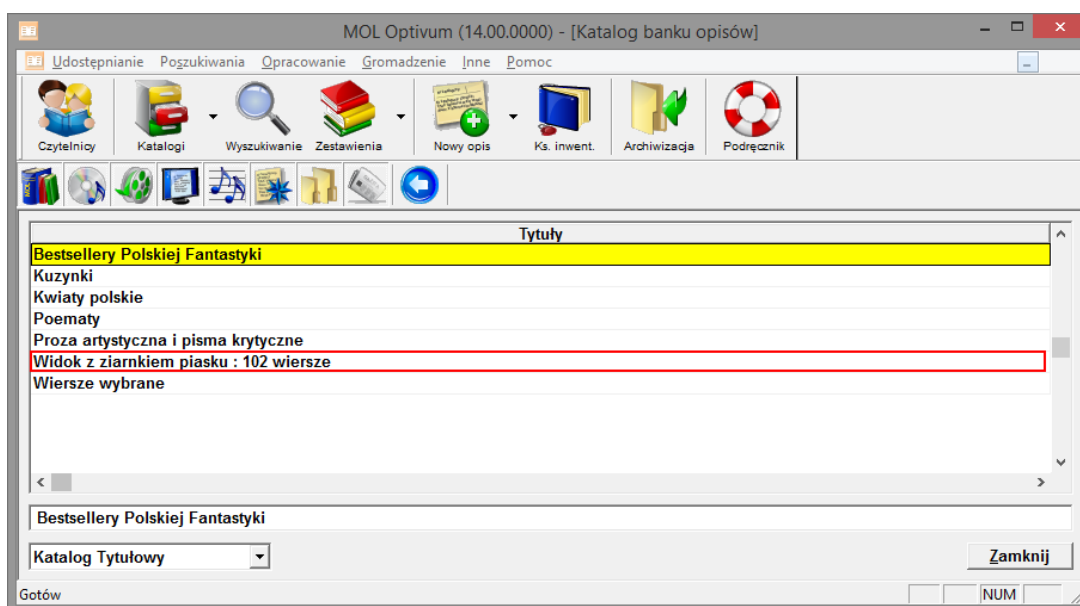 MOL Optivum (14.00.0000) - [Katalog banku opisów]
Udostępnianie Poszukiwania Opracowanie Gromadzenie Inne Pomoc
Czytelnicy Katalogi Wyszukiwanie Zestawienia Nowy opis Ks. inwent. Archiwizacja Podręcznik
Tytuły
Bestsellery Polskiej Fantastyki
Kuzynki
Kwiaty polskie
Poematy
Proza artystyczna i pisma krytyczne
Widok z ziarnkiem piasku : 102 wiersze
Wiersze wybrane
Bestsellery Polskiej Fantastyki
Katalog Tytułowy Zamknij
Gotów NUM